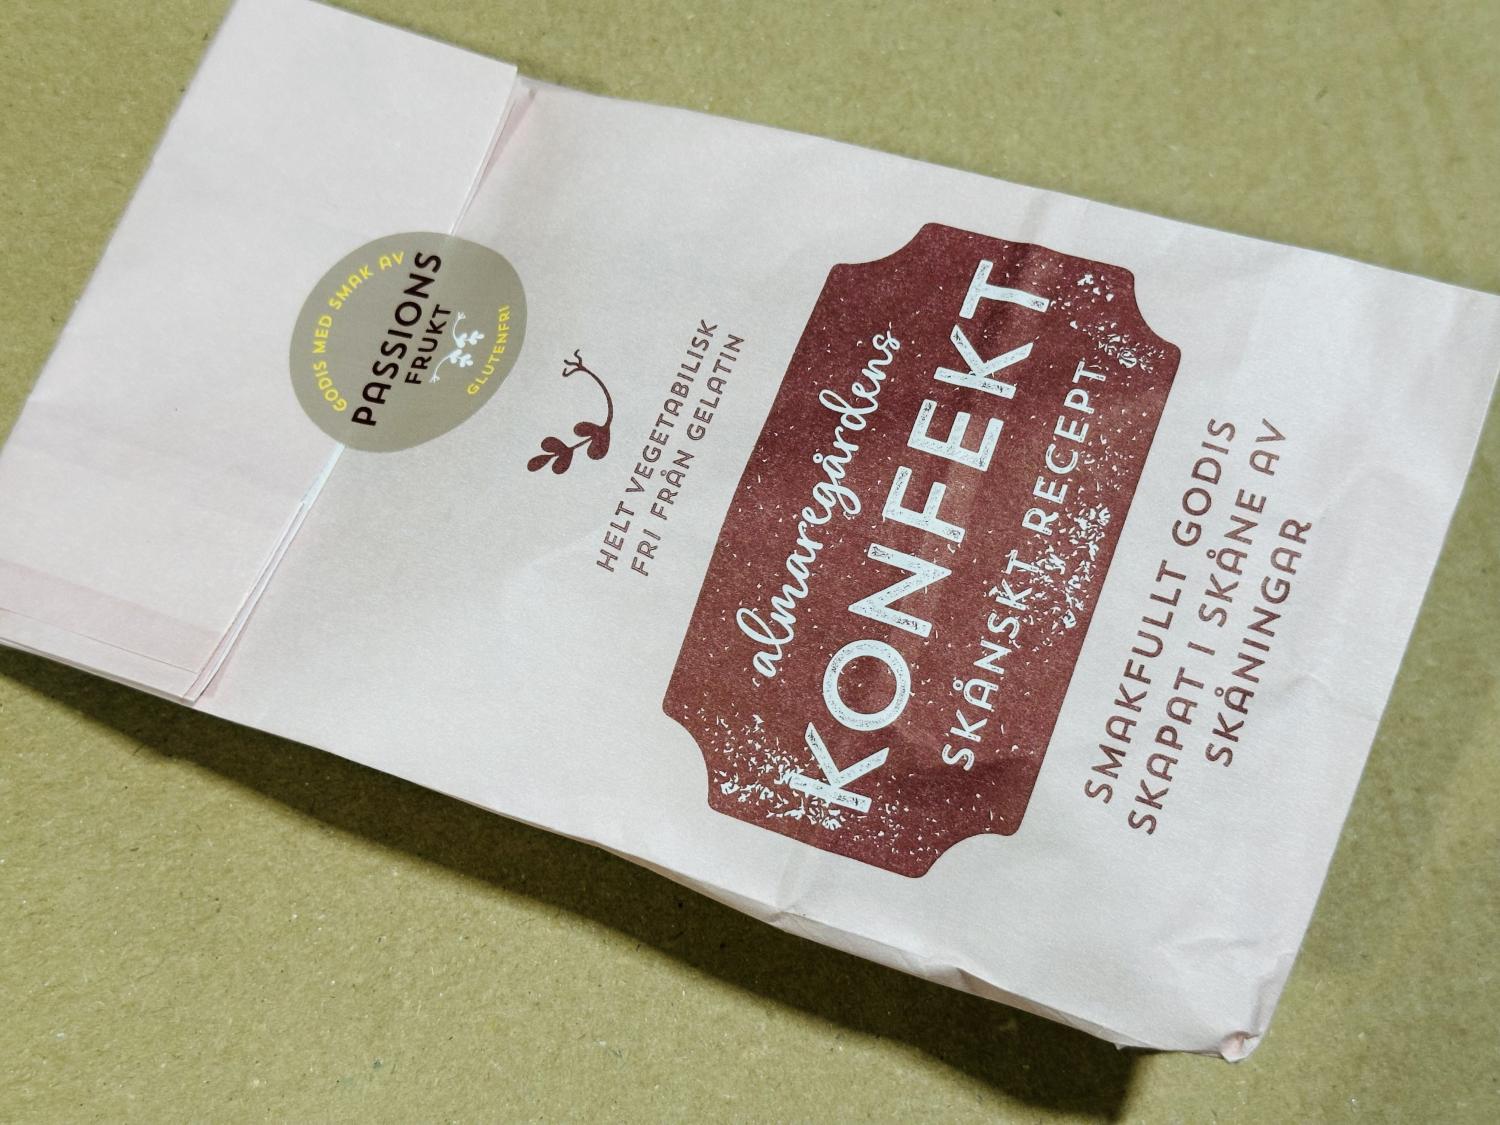 GODIS MED SMAK AV
PASSIONS
FRUKT
GLUTENFRI
HELT VEGETABILISK
FRI FRÅN GELATIN
almaregårdens
KONFEKT
SKÅNSKT RECEPT
SMAKFULLT GODIS
SKAPAT I SKÅNE AV
SKÅNINGAR